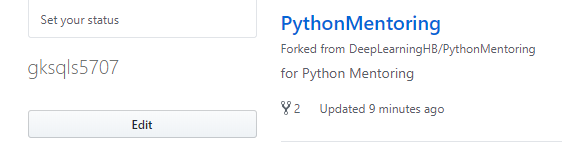 Set your status
gksqls5707
Edit
PythonMentoring
Forked from DeepLearningHB/PythonMentoring
for Python Mentoring
2 Updated 9 minutes ago